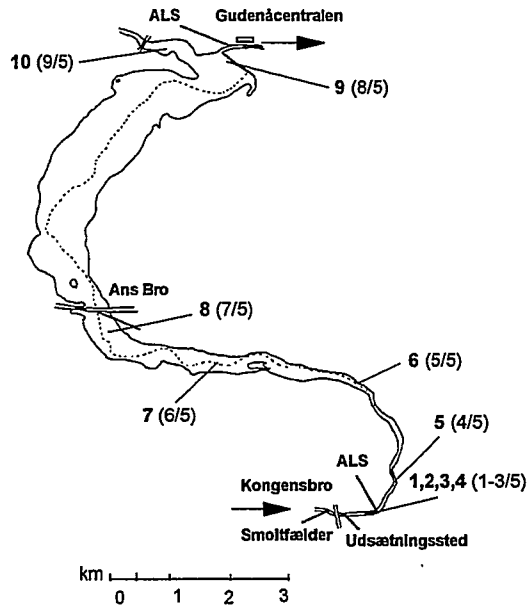 ALS Gudenåcentralen
10 (9/5)
9 (8/5)
Ans Bro
8 (7/5)
6 (5/5)
7 (6/5)
5 (4/5)
ALS
Kongensbro 1,2,3,4 (1-3/5)
Smoltfælder Udsætningssted
km
0 1 2 3